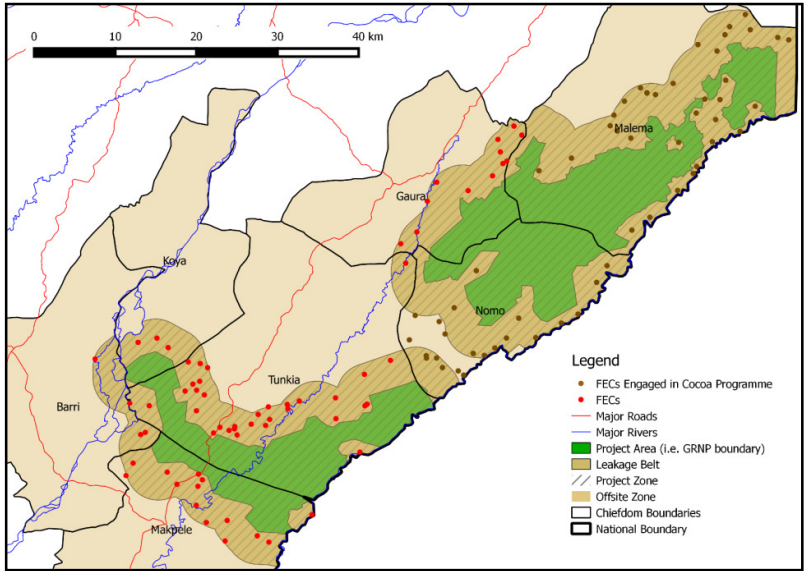 0 10 20 30 40 km
Malema
Gaura
Koya
Nomo
Tunkia
Barri
Makpele
Legend
FECs Engaged in Cocoa Programme
FECs
Major Roads
Major Rivers
Project Area (i.e. GRNP boundary)
Leakage Belt
Project Zone
Offsite Zone
Chiefdom Boundaries
National Boundary